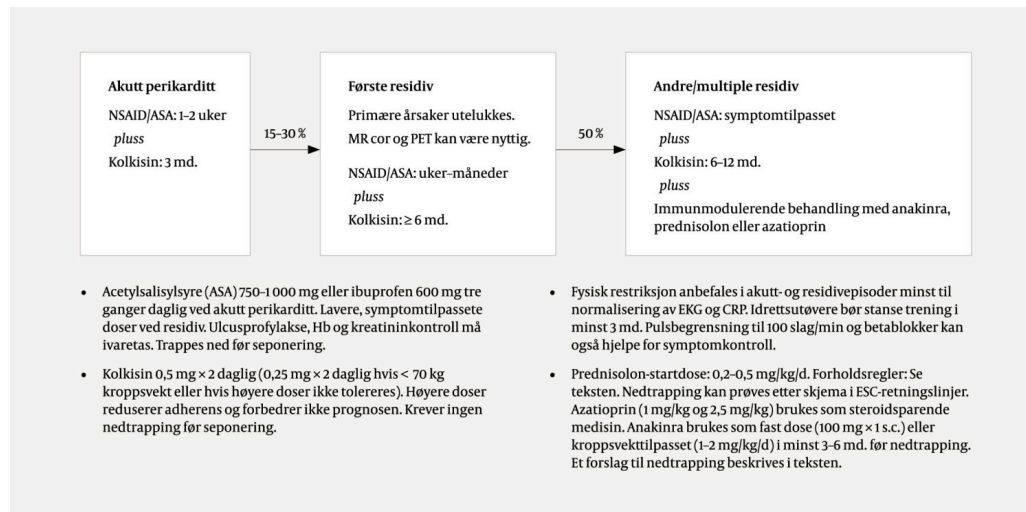 Akutt perikarditt
NSAID/ASA: 1–2 uker
pluss
Kolkisin: 3 md.
15–30 %
Første residiv
Primære årsaker utelukkes.
MR cor og PET kan være nyttig.
NSAID/ASA: uker–måneder
pluss
Kolkisin: ≥ 6 md.
50 %
Andre/multiple residiv
NSAID/ASA: symptomtilpasset
pluss
Kolkisin: 6–12 md.
pluss
Immunmodulerende behandling med anakinra,
prednisolon eller azatioprin
• Acetylsalisylsyre (ASA) 750–1 000 mg eller ibuprofen 600 mg tre
ganger daglig ved akutt perikarditt. Lavere, symptomtilpassete
doser ved residiv. Ulcusprofylakse, Hb og kreatininkontroll må
ivaretas. Trappes ned før seponering.
• Kolkisin 0,5 mg × 2 daglig (0,25 mg × 2 daglig hvis < 70 kg
kroppsvekt eller hvis høyere doser ikke tolereres). Høyere doser
reduserer adherens og forbedrer ikke prognosen. Krever ingen
nedtrapping før seponering.
• Fysisk restriksjon anbefales i akutt- og residivepisoder minst til
normalisering av EKG og CRP. Idrettsutøvere bør stanse trening i
minst 3 md. Pulsbegrensning til 100 slag/min og betablokker kan
også hjelpe for symptomkontroll.
• Prednisolon-startdose: 0,2–0,5 mg/kg/d. Forholdsregler: Se
teksten. Nedtrapping kan prøves etter skjema i ESC-retningslinjer.
Azatioprin (1 mg/kg og 2,5 mg/kg) brukes som steroidsparende
medisin. Anakinra brukes som fast dose (100 mg × 1 s.c.) eller
kroppsvekttilpasset (1–2 mg/kg/d) i minst 3–6 md. før nedtrapping.
Et forslag til nedtrapping beskrives i teksten.